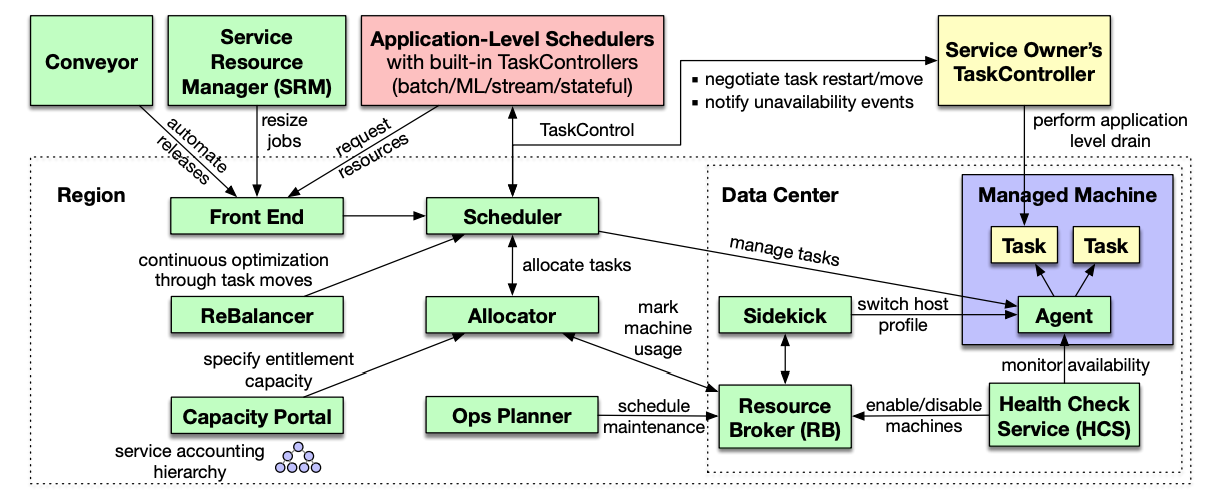 Conveyor
Service
Resource
Manager (SRM)
Application-Level Schedulers
with built-in TaskControllers
(batch/ML/stream/stateful)
▪ negotiate task restart/move
▪ notify unavailability events
Service Owner's
TaskController
automate
releases
resize
jobs
request
resources
TaskControl
perform application
level drain
Region
Data Center
Managed Machine
Front End
Scheduler
manage tasks
Task
Task
continuous optimization
through task moves
allocate tasks
ReBalancer
Allocator
mark
machine
usage
Sidekick
switch host
profile
Agent
specify entitlement
capacity
monitor availability
Capacity Portal
Ops Planner
schedule
maintenance
Resource
Broker (RB)
enable/disable
machines
Health Check
Service (HCS)
service accounting
hierarchy